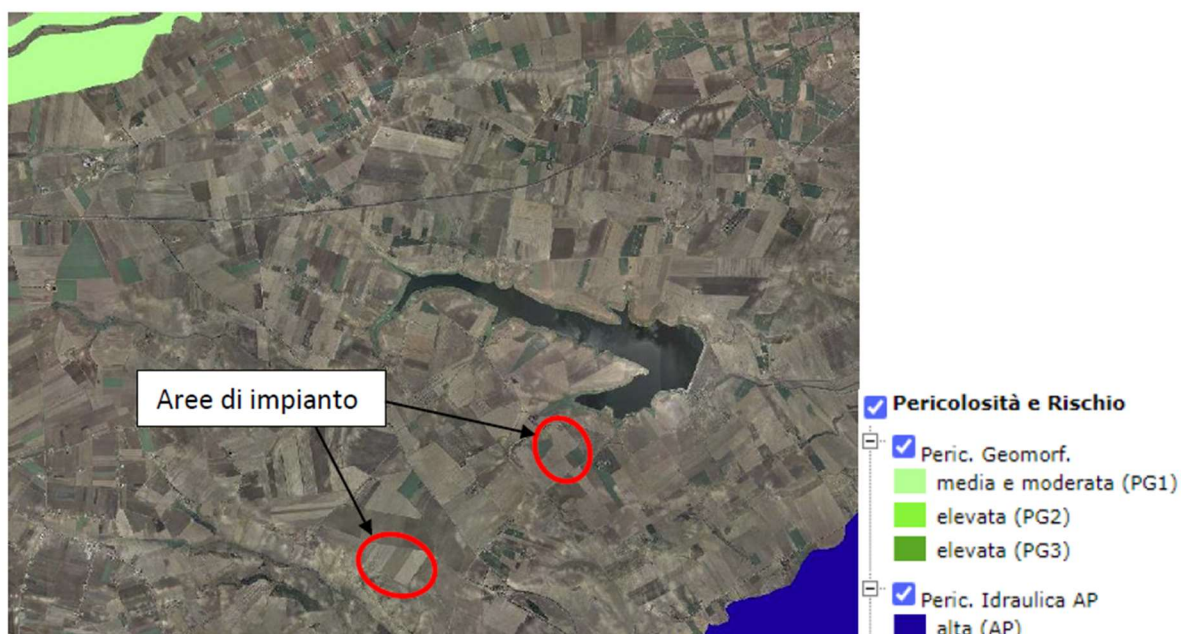 Aree di impianto
Pericolosità e Rischio
Peric. Geomorf.
media e moderata (PG1)
elevata (PG2)
elevata (PG3)
Peric. Idraulica AP
alta (AP)